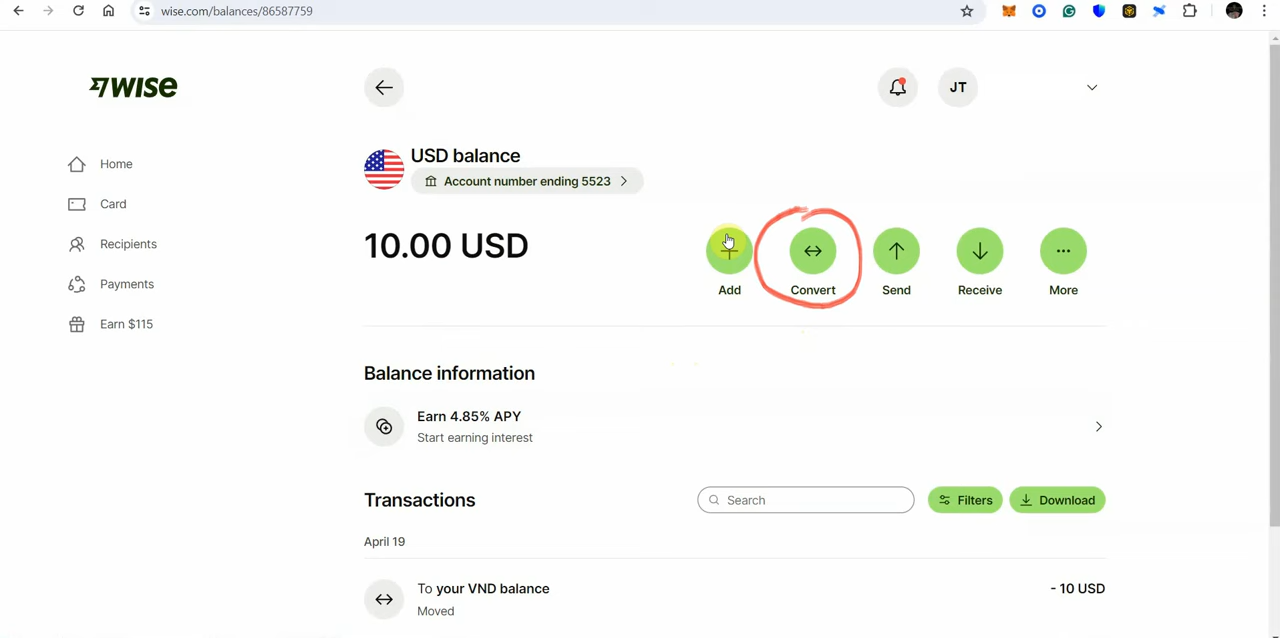 wise.com/balances/86587759
7WISE
JT
Home
Card
Recipients
Payments
Earn $115
USD balance
Account number ending 5523
10.00 USD
Add
Convert
Send
Receive
More
Balance information
Earn 4.85% APY
Start earning interest
Transactions
Search
Filters
Download
April 19
To your VND balance
- 10 USD
Moved